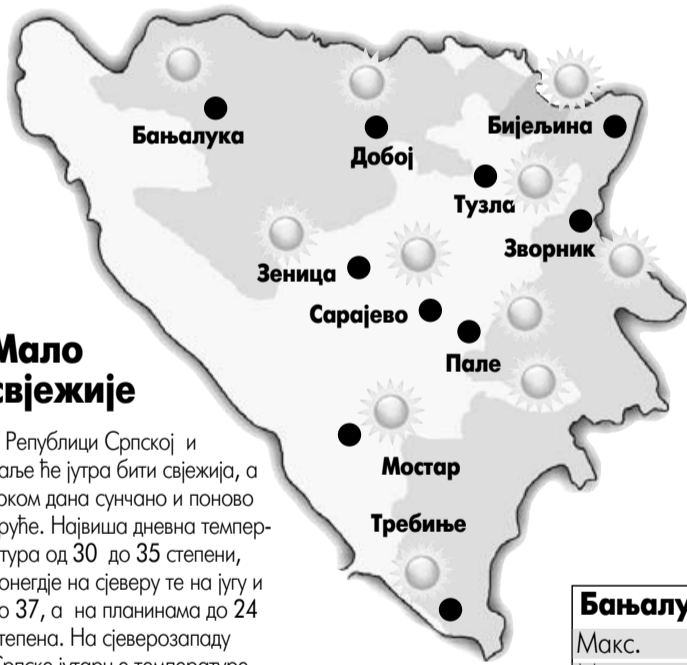 Бањалука
Добој
Бијељина
Тузла
Зворник
Зеница
Сарајево
Пале
Мостар
Требиње
Мало
свјежије
Републици Српској и
ће јутра бити свјежија, а
дана сунчано и поново
Највиша дневна темпер-
од 30 до 35 степени,
на сјеверу те на југу и
37, а на планинама до 24
На сјеверозападу
Макс.